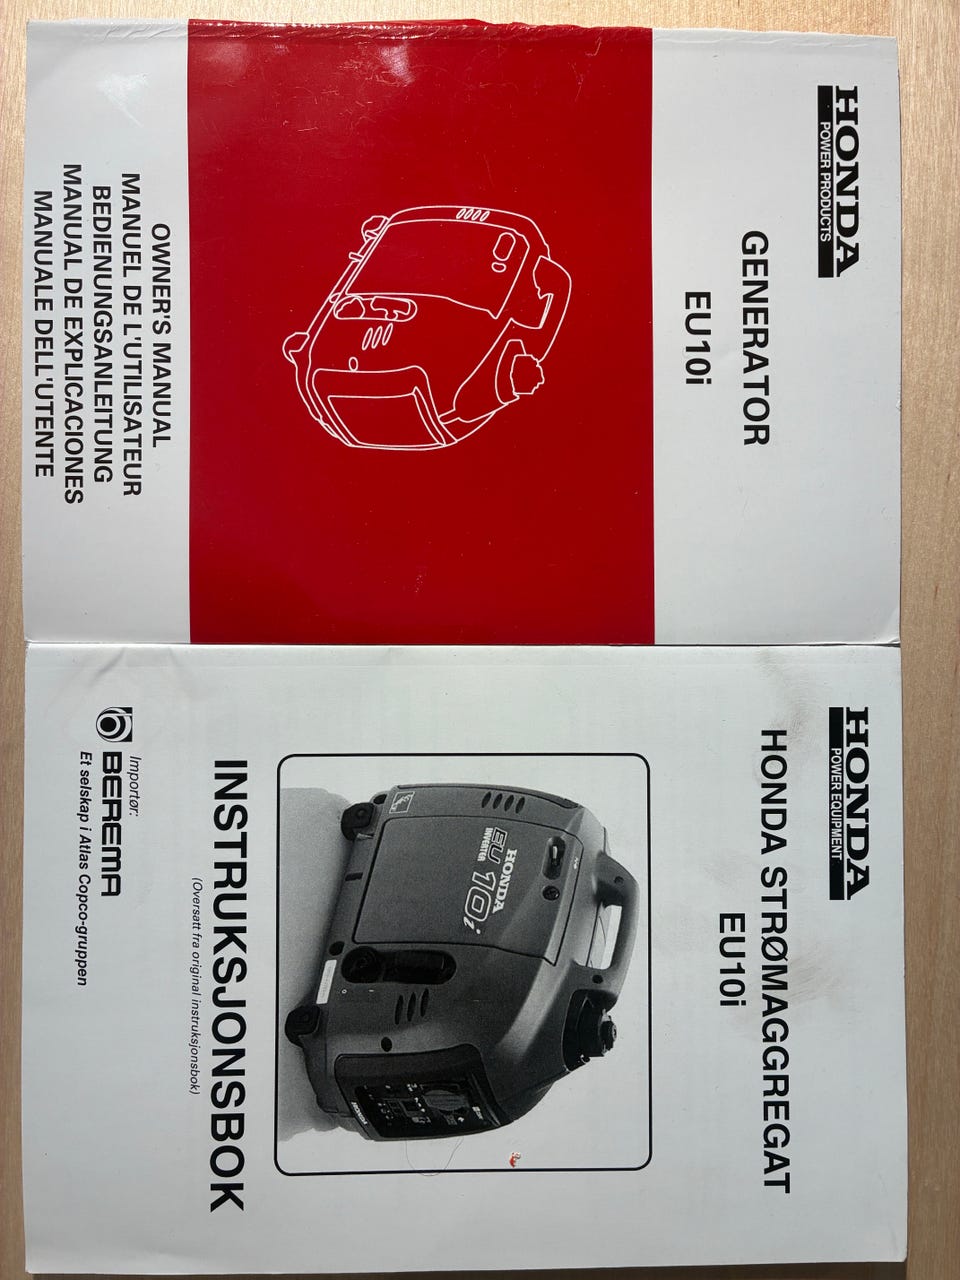 HONDA
POWER PRODUCTS
GENERATOR
EU10i
OWNER'S MANUAL
MANUEL DE L'UTILISATEUR
BEDIENUNGSANLEITUNG
MANUAL DE EXPLICACIONES
MANUALE DELL'UTENTE
HONDA
POWER EQUIPMENT
HONDA STRØMAGGREGAT
EU10i
HONDA
EU 10i
INVERTER
HONDA
INSTRUKSJONSBOK
(Oversatt fra original instruksjonsbok)
Importør:
BEREMA
Et selskap i Atlas Copco-gruppen